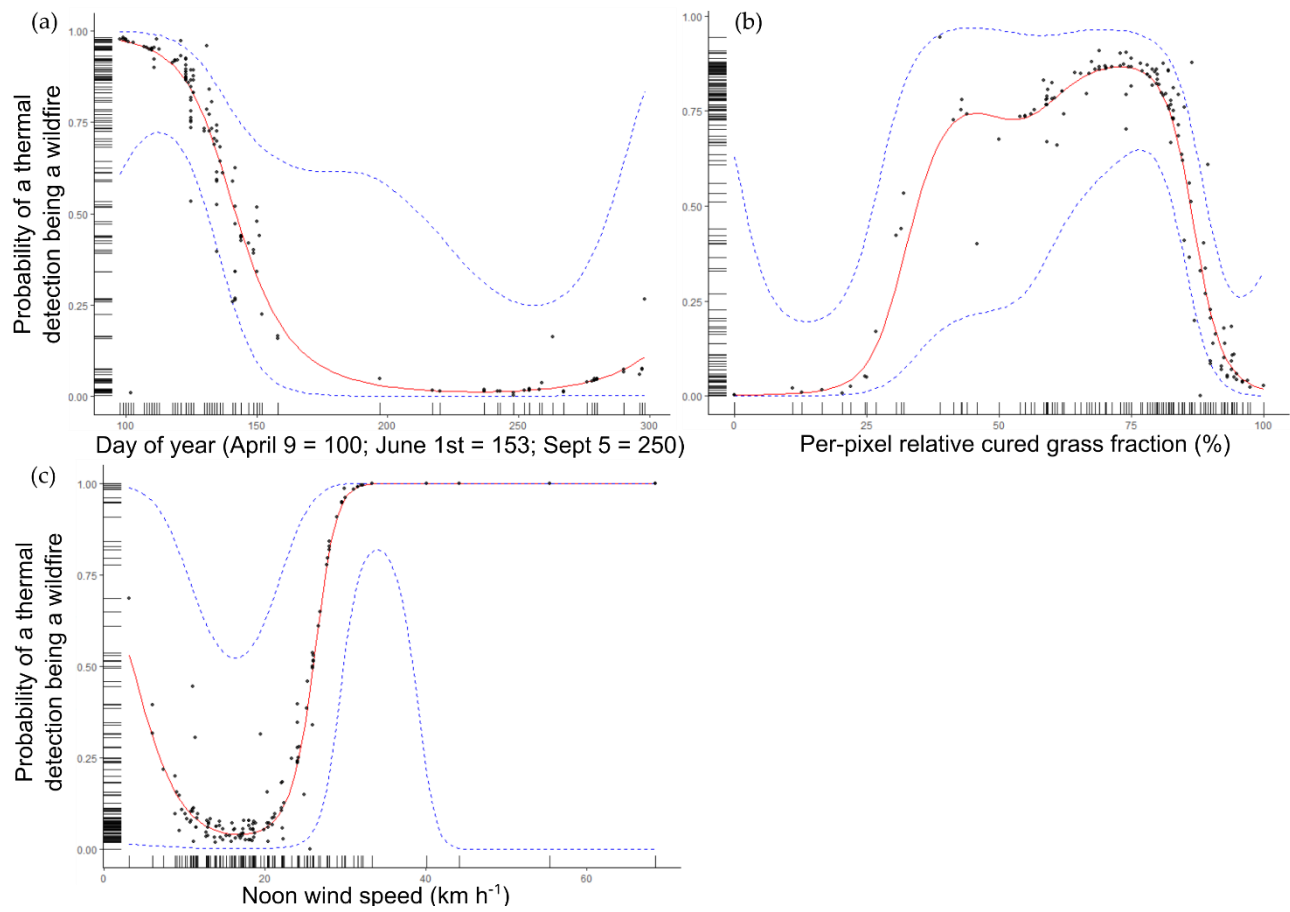 (a)
Probability of a thermal
detection being a wildfire
1.00
0.75
0.50
0.25
0.00
100
150
200
250
300
Day of year (April 9 = 100; June 1st = 153; Sept 5 = 250)
(b)
1.00
0.75
0.50
0.25
0.00
0
25
50
75
100
Per-pixel relative cured grass fraction (%)
(c)
Probability of a thermal
detection being a wildfire
1.00
0.75
0.50
0.25
0.00
0
20
40
60
Noon wind speed (km h⁻¹)